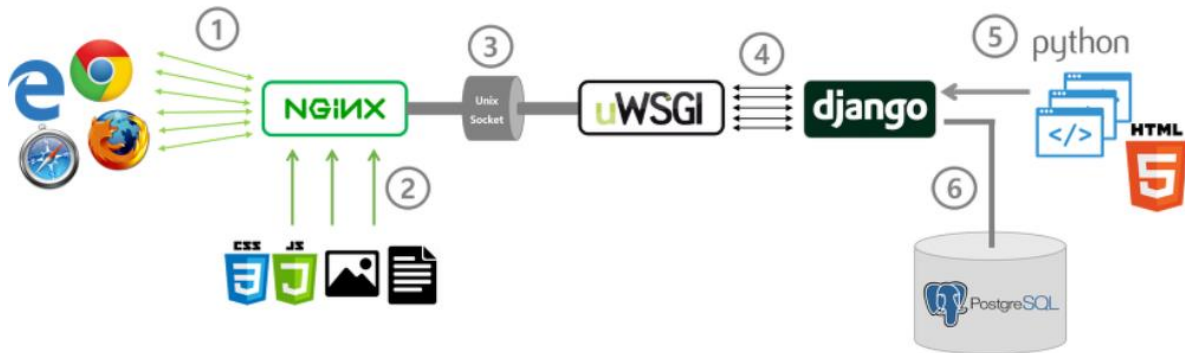 1
2
3
4
5
6
NGINX
Unix
Socket
uWSGI
django
python
</>
HTML
5
CSS
3
JS
PostgreSQL